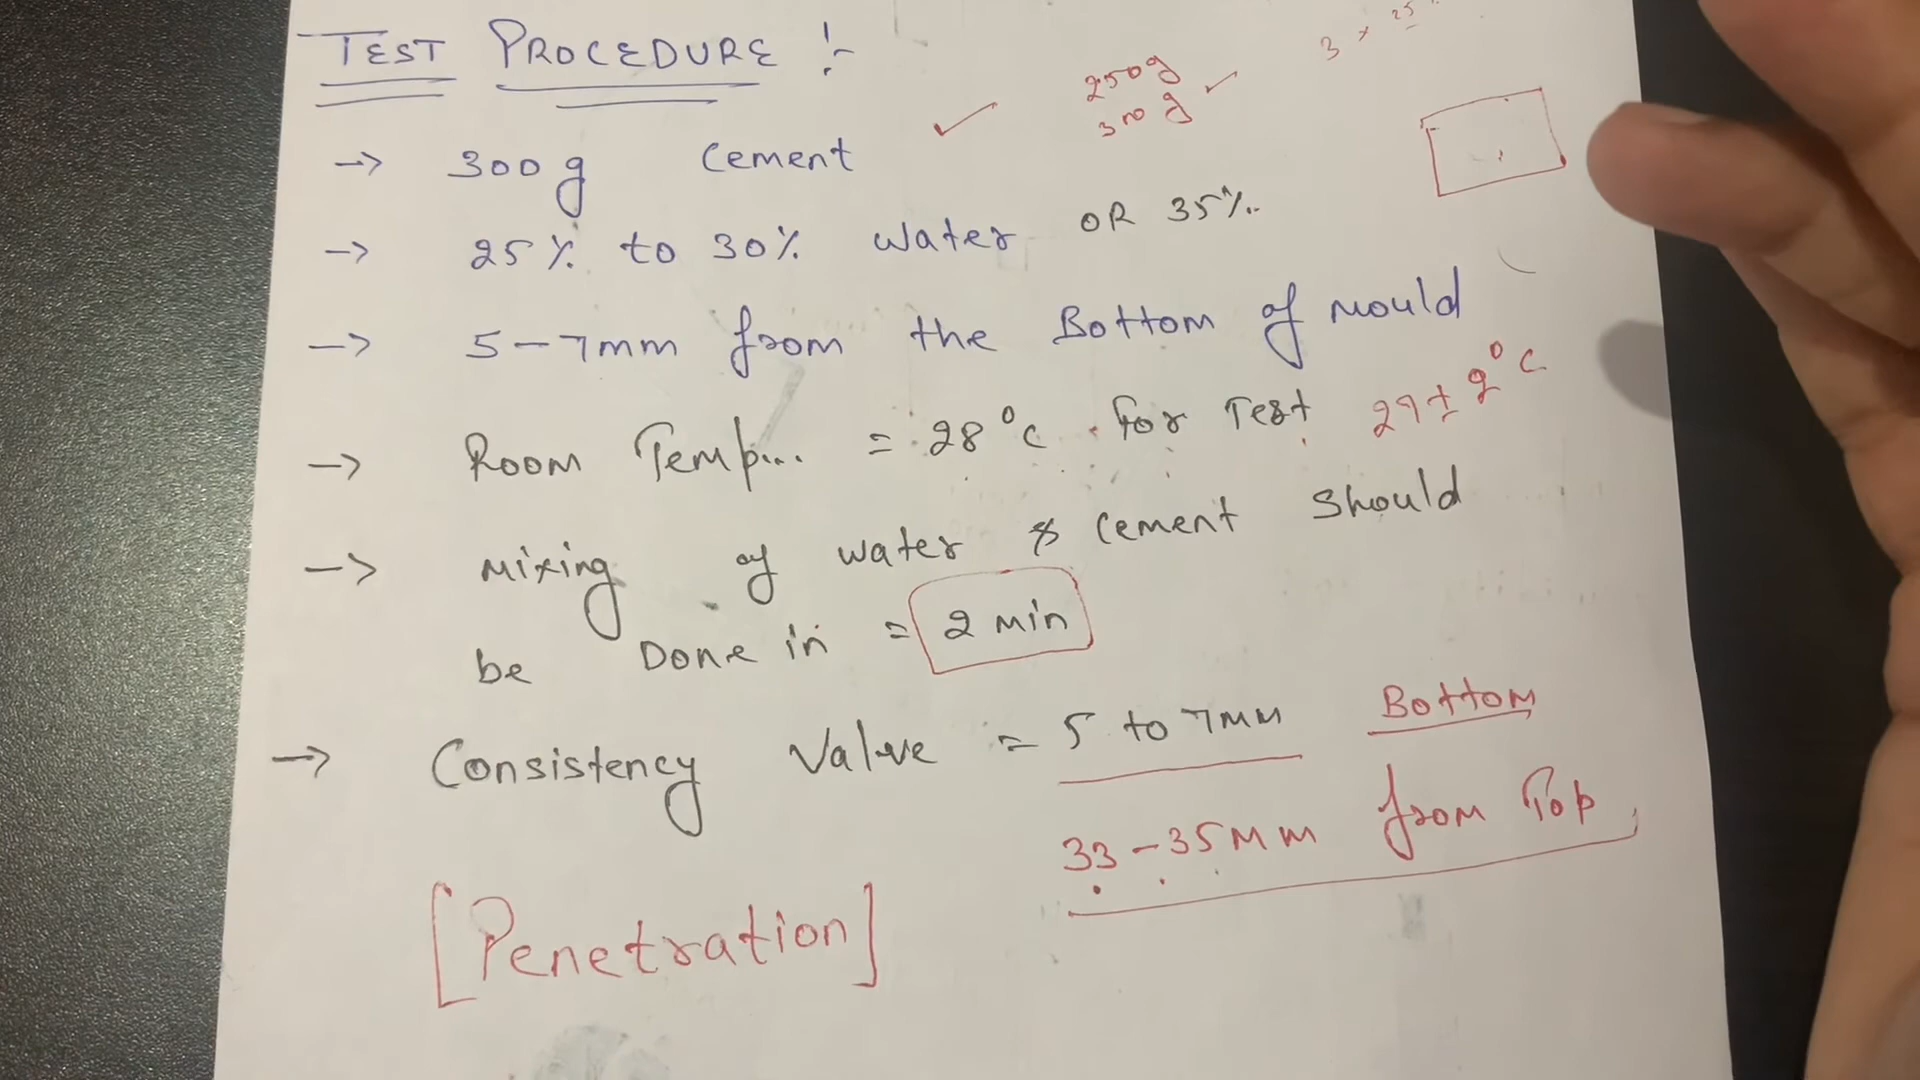 TEST PROCEDURE :-
250g
300g
3 × 25
→ 300g cement
→ 25% to 30% water OR 35%.
→ 5-7mm from the Bottom of mould
→ Room Temp... = 28°c for Test 27± 2°c
→ mixing of water & cement should
be Done in = 2 min
→ Consistency Value = 5 to 7mm Bottom
33-35mm from Top
[Penetration]